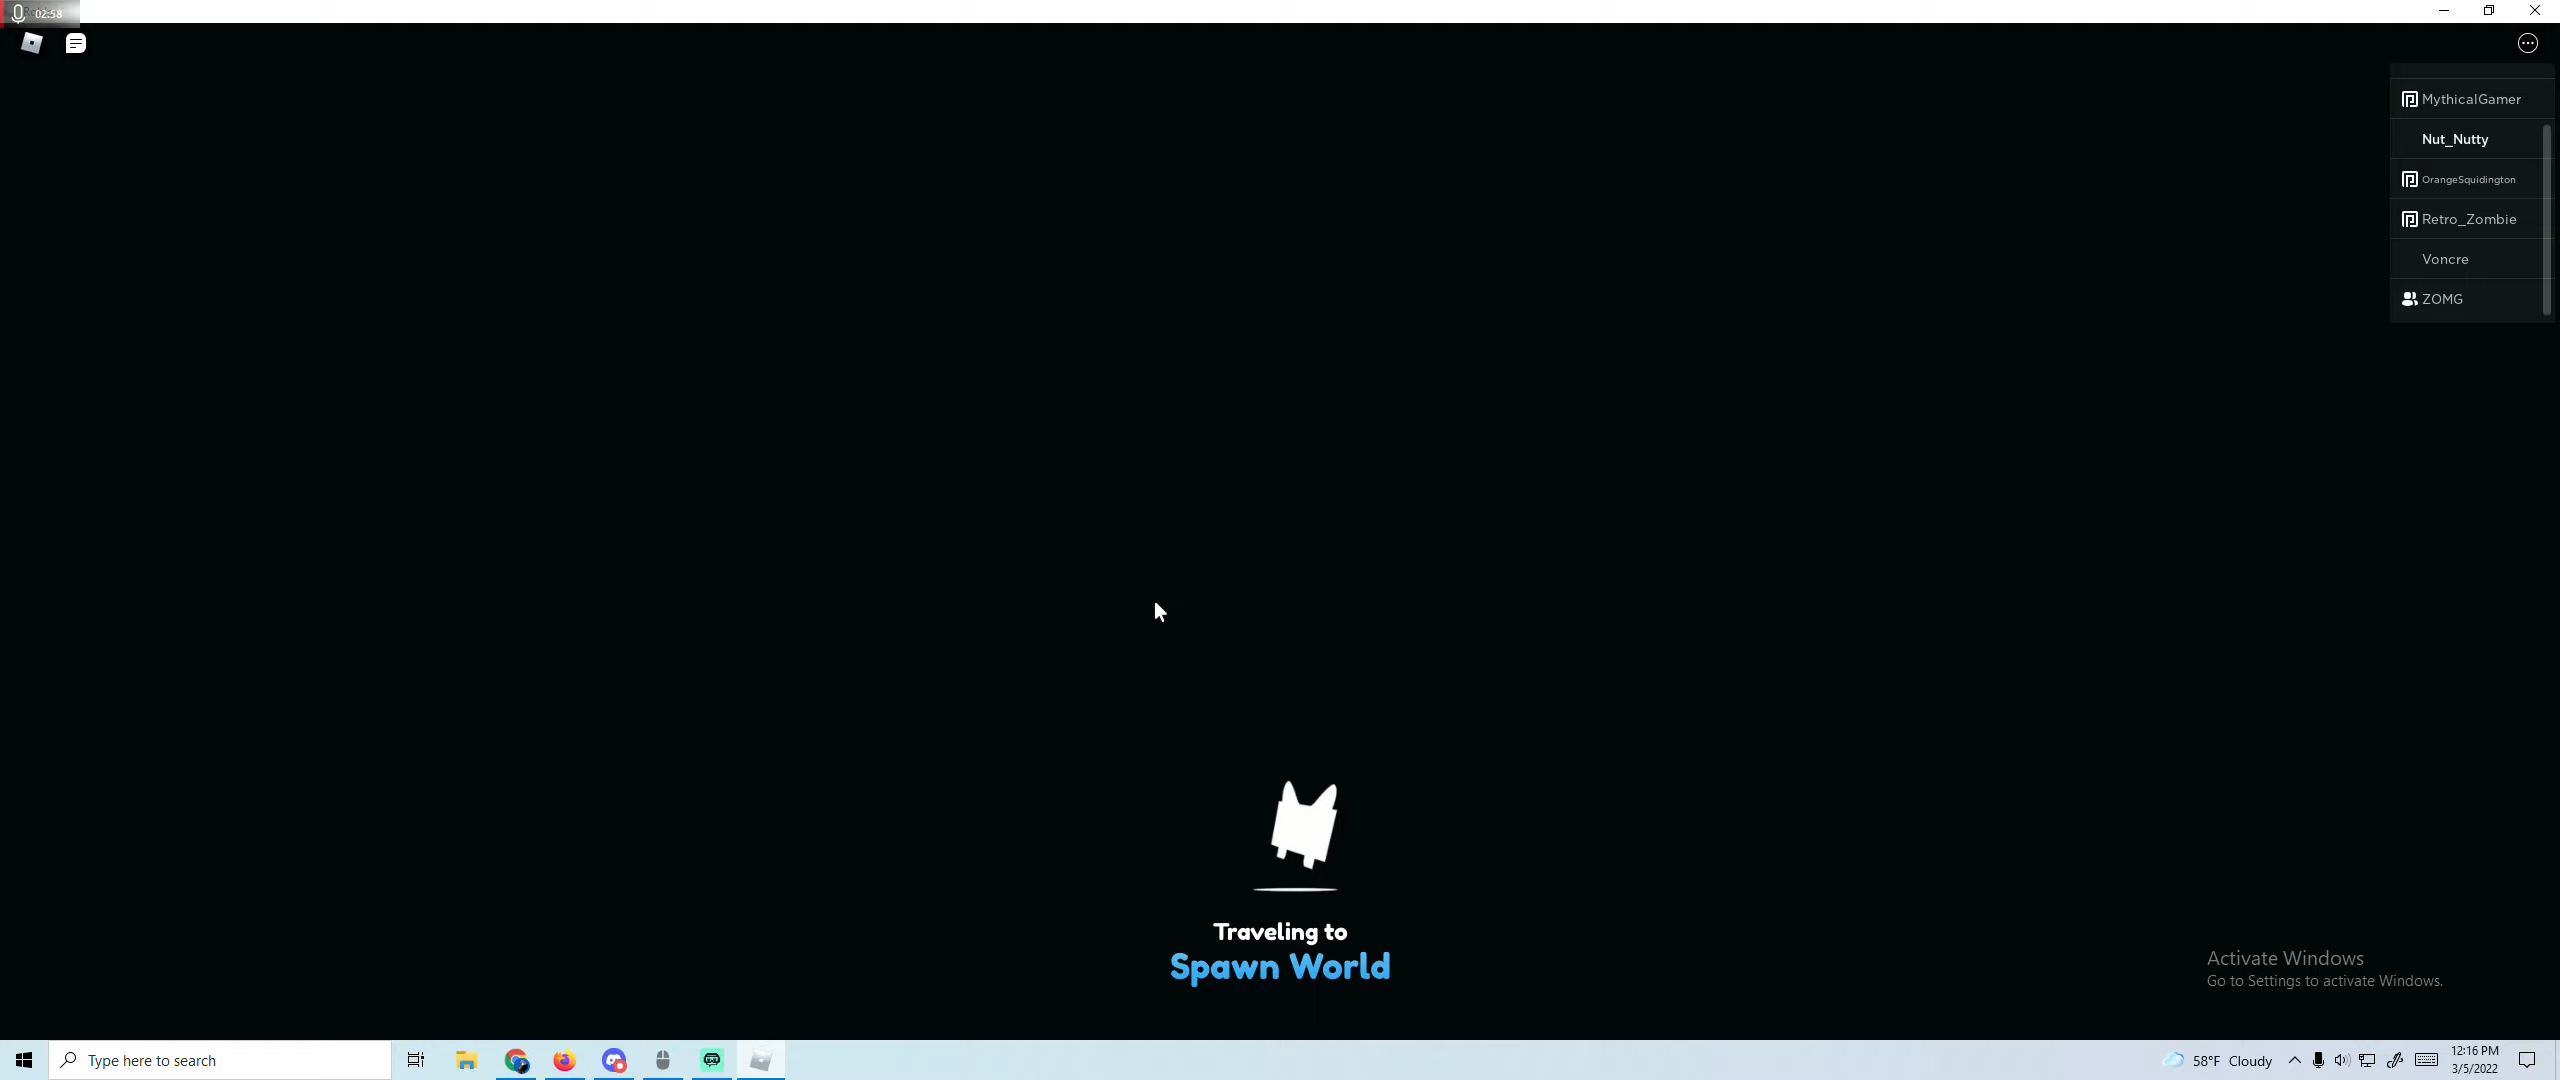 02:58
MythicalGamer
Nut_Nutty
OrangeSquidington
Retro_Zombie
Voncre
ZOMG
Traveling to
Spawn World
Activate Windows
Go to Settings to activate Windows.
Type here to search
58°F Cloudy
12:16 PM
3/5/2022